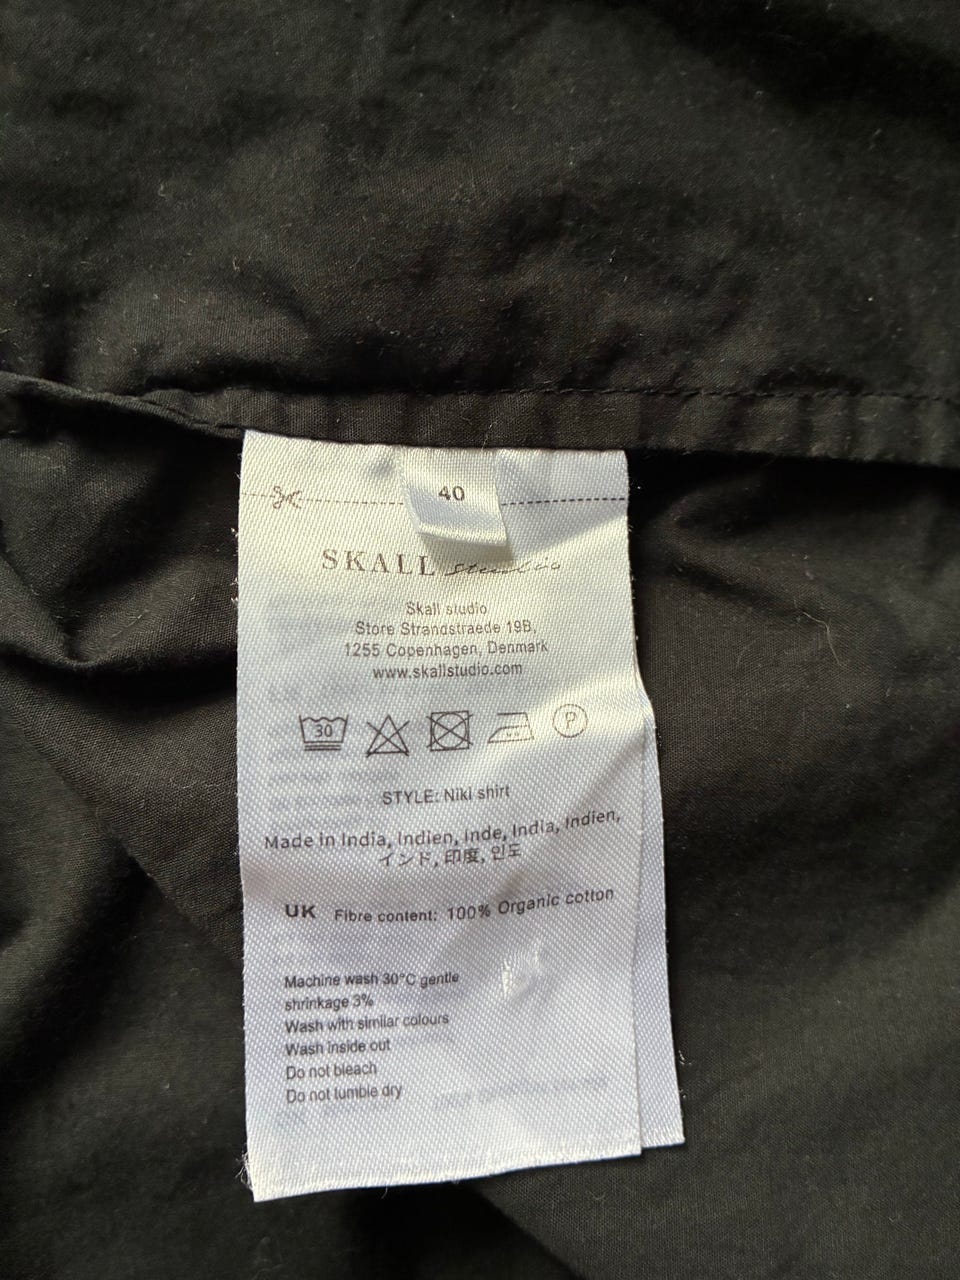 40
SKALL studio
Skall studio
Store Strandstraede 19B,
1255 Copenhagen, Denmark
www.skallstudio.com
30
P
STYLE: Niki shirt
Made in India, Indien, Inde, India, Indien,
インド, 印度, 인도
UK Fibre content: 100% Organic cotton
Machine wash 30°C gentle
shrinkage 3%
Wash with similar colours
Wash inside out
Do not bleach
Do not tumble dry